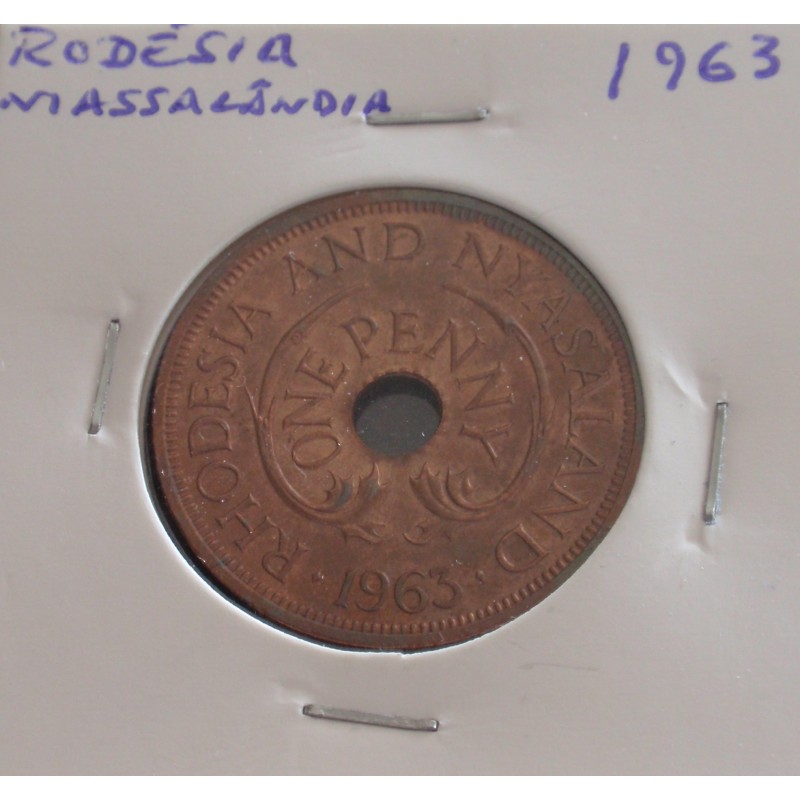 RODÉSIA 1963
NIASSALÂNDIA
RHODESIA AND NYASALAND
ONE PENNY
· 1963 ·